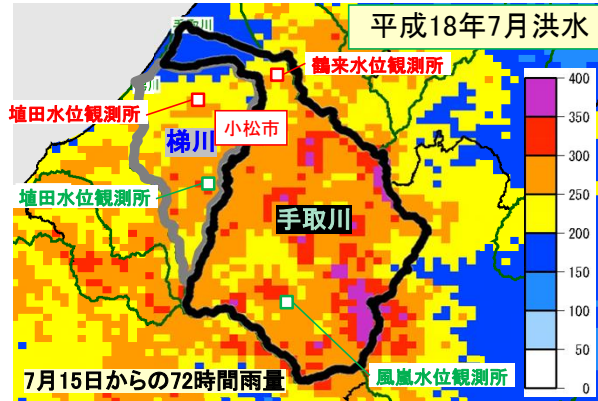 平成18年7月洪水
手取川
鶴来水位観測所
埴田水位観測所
小松市
梯川
埴田水位観測所
手取川
風嵐水位観測所
7月15日からの72時間雨量
400
350
300
250
200
150
100
50
0